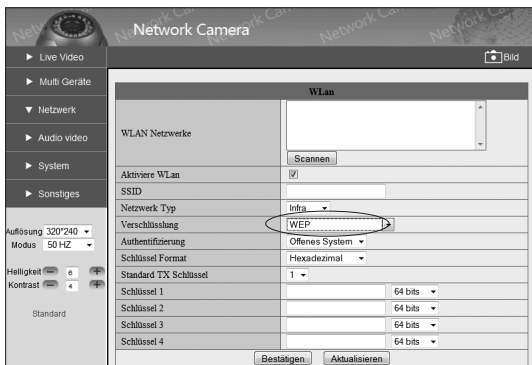 Network Camera
Live Video
Bild
Multi Geräte
Netzwerk
Audio video
System
Sonstiges
Auflösung 320*240
Modus 50 HZ
Helligkeit 6
Kontrast 4
Standard
WLan
WLAN Netzwerke
Scannen
Aktiviere WLan
SSID
Netzwerk Typ Infra
Verschlüsslung WEP
Authentifizierung Offenes System
Schlüssel Format Hexadezimal
Standard TX Schlüssel 1
Schlüssel 1 64 bits
Schlüssel 2 64 bits
Schlüssel 3 64 bits
Schlüssel 4 64 bits
Bestätigen Aktualisieren